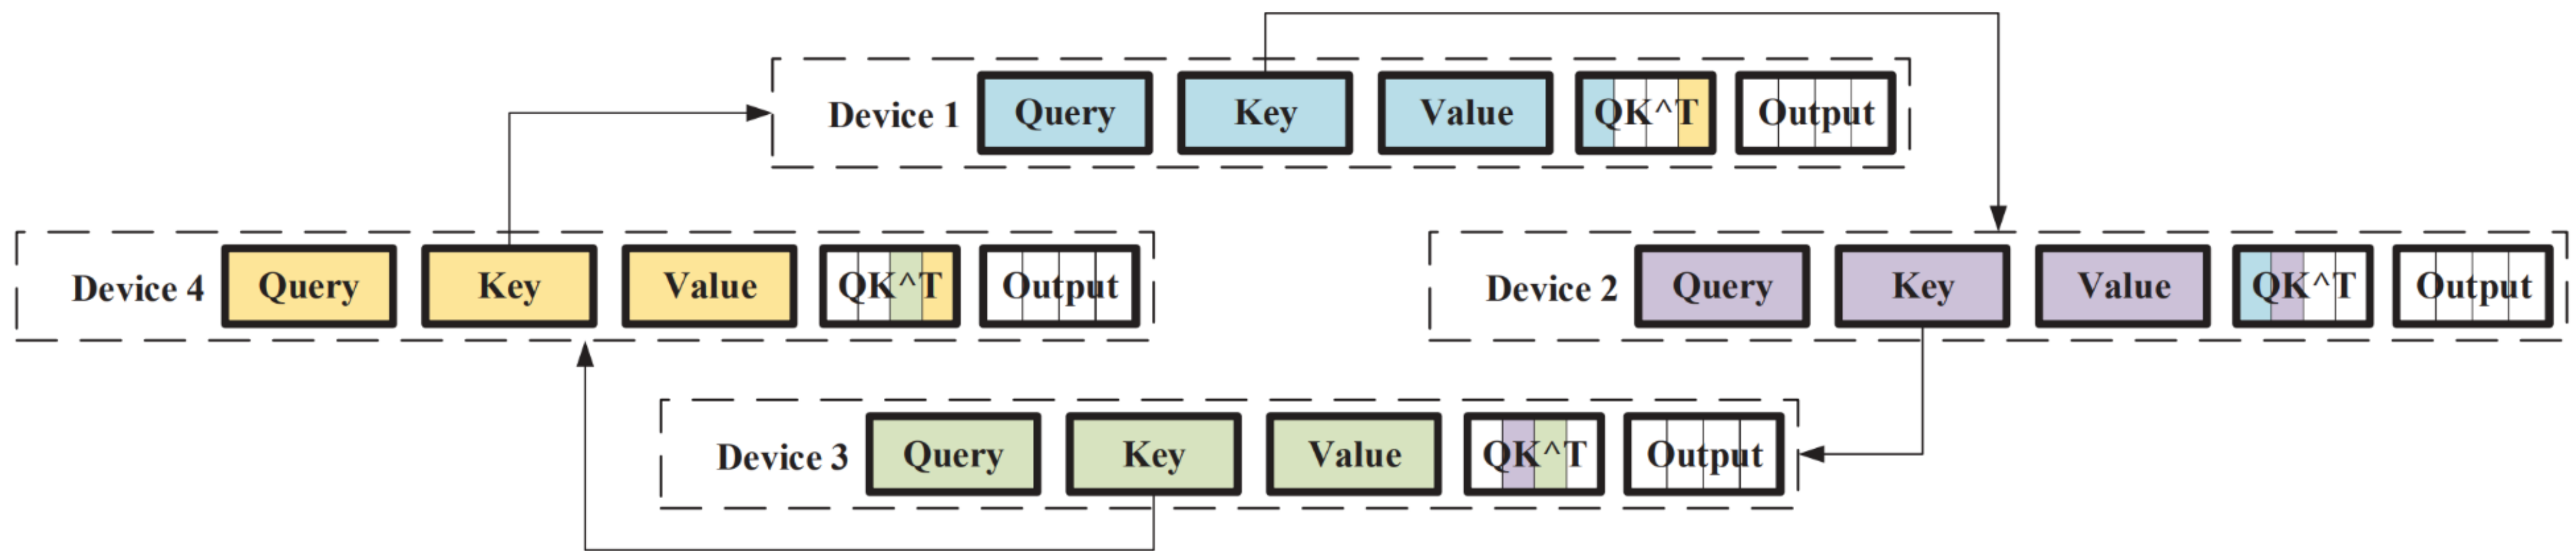 Device 1 Query Key Value QK^T Output
Device 4 Query Key Value QK^T Output
Device 2 Query Key Value QK^T Output
Device 3 Query Key Value QK^T Output